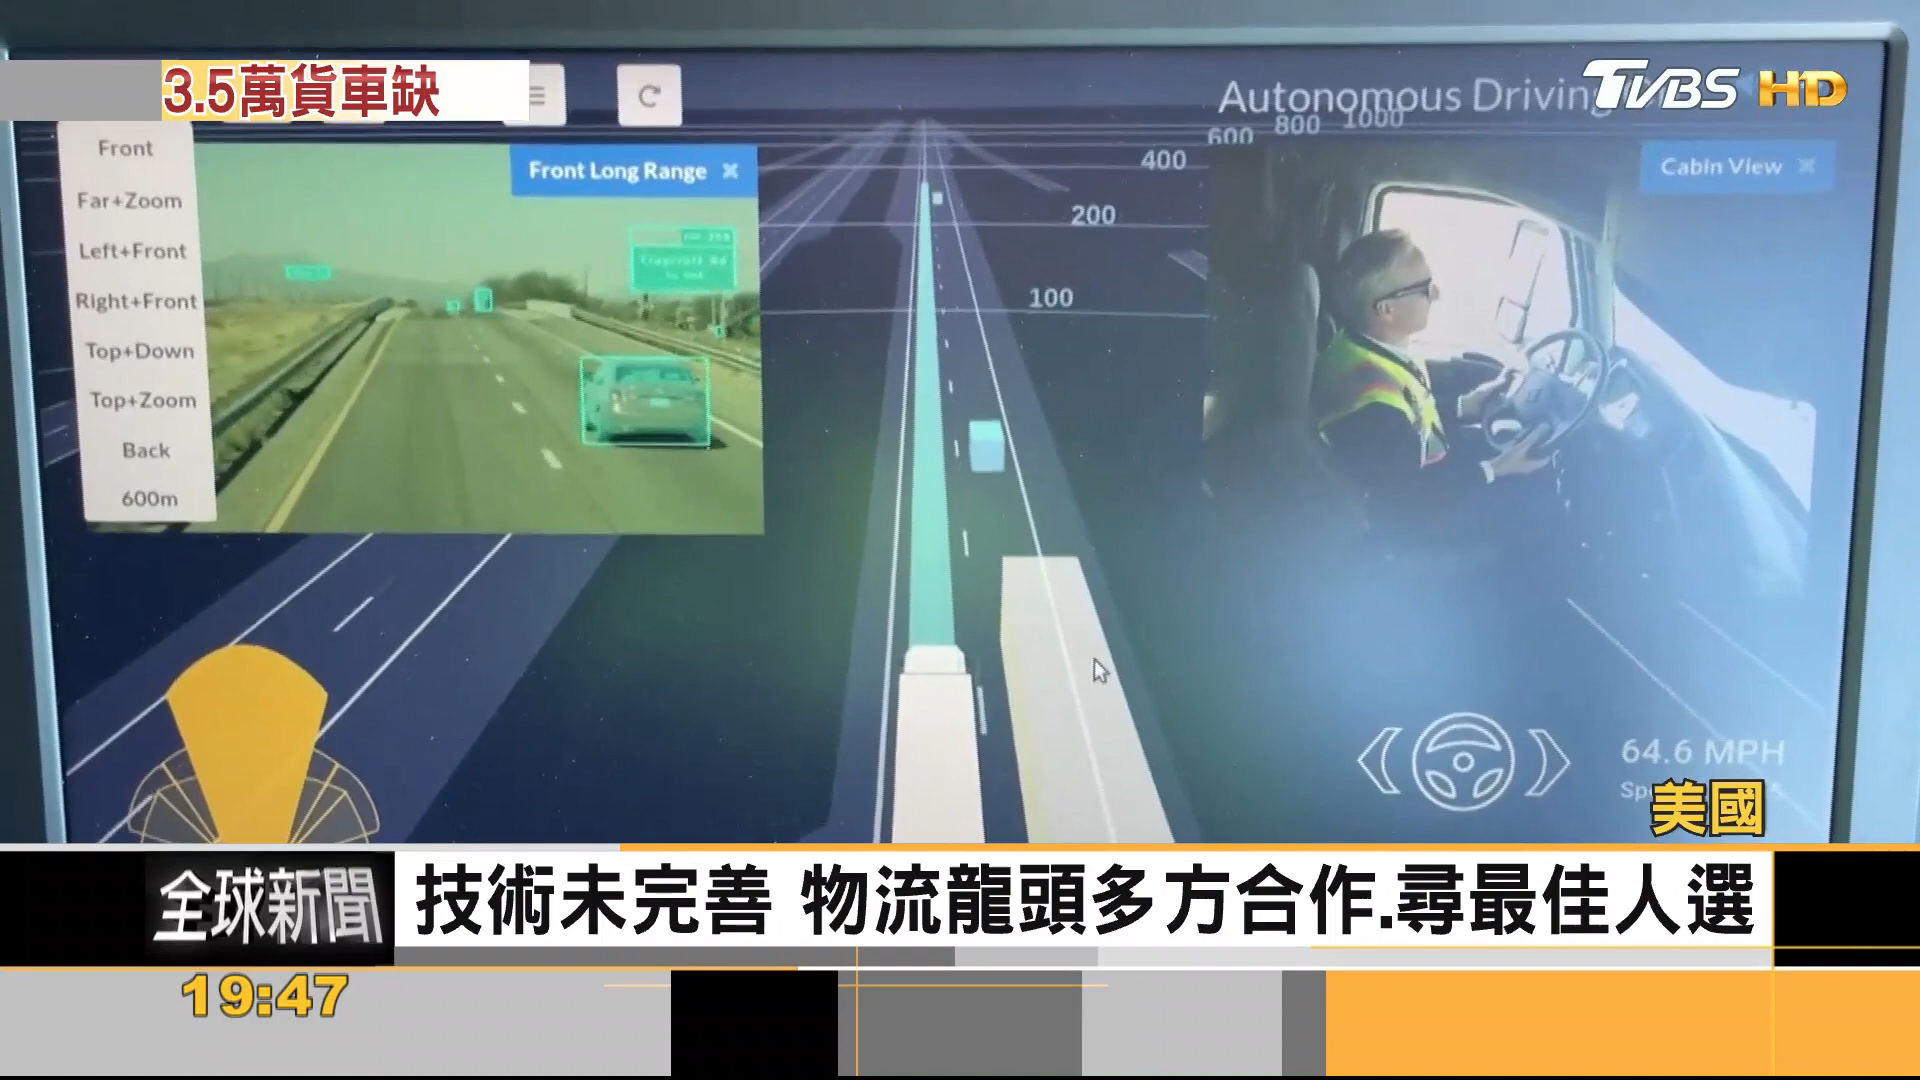 3.5萬貨車缺
Autonomous Driving
TVBS HD
600 800 1000
400
200
100
Front
Far+Zoom
Left+Front
Right+Front
Top+Down
Top+Zoom
Back
600m
Front Long Range
Cabin View
64.6 MPH
美國
全球新聞
技術未完善 物流龍頭多方合作.尋最佳人選
19:47